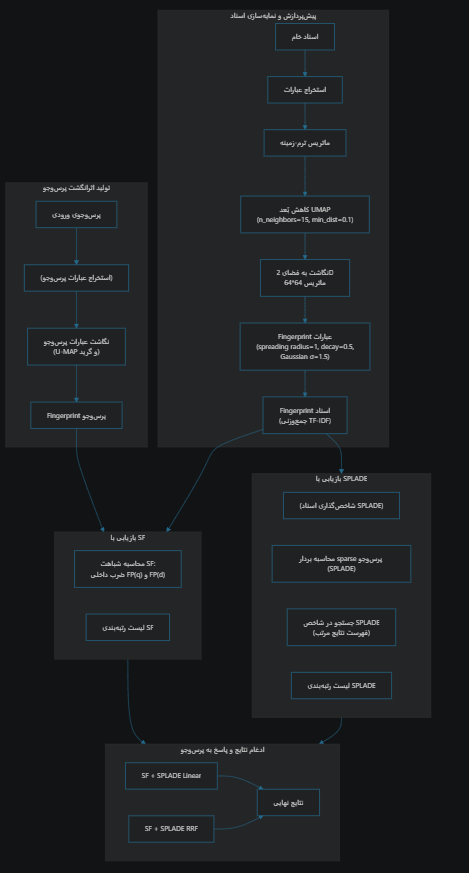 پیش‌پردازش و نمایه‌سازی اسناد
اسناد خام
استخراج عبارات
ماتریس ترم-زمینه
UMAP کاهش بُعد
(n_neighbors=15, min_dist=0.1)
نگاشت به فضای 2
ماتریس 64*64
عبارات Fingerprint
(spreading radius=1, decay=0.5,
Gaussian σ=1.5)
اسناد Fingerprint
(TF-IDF جمع‌وزنی)
تولید اثرانگشت پرس‌وجو
پرس‌وجوی ورودی
(استخراج عبارات پرس‌وجو)
نگاشت عبارات پرس‌وجو
(و گرید U-MAP)
پرس‌وجو Fingerprint
SF بازیابی با
SF: محاسبه شباهت
FP(d) و FP(q) ضرب داخلی
SF لیست رتبه‌بندی
SPLADE بازیابی با
(SPLADE شاخص‌گذاری اسناد)
پرس‌وجو sparse محاسبه بردار
(SPLADE)
SPLADE جستجو در شاخص
(فهرست نتایج مرتب)
SPLADE لیست رتبه‌بندی
ادغام نتایج و پاسخ به پرس‌وجو
SF + SPLADE Linear
نتایج نهایی
SF + SPLADE RRF